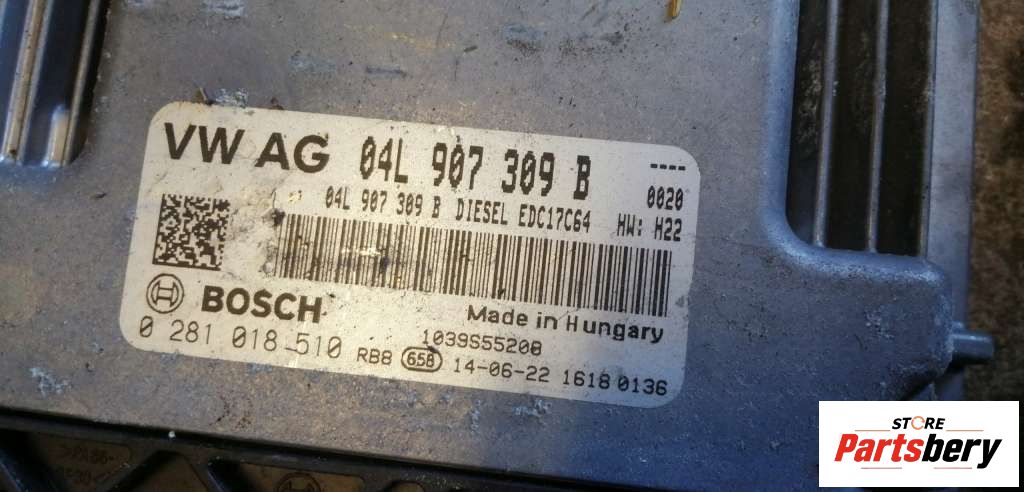 VW AG 04L 907 309 B ----
0020
04L 907 309 B DIESEL EDC17C64 HW: H22
BOSCH
Made in Hungary
0 281 018 510
1039S55208
RB8 658 14-06-22 1618 0136
STORE
Partsbery